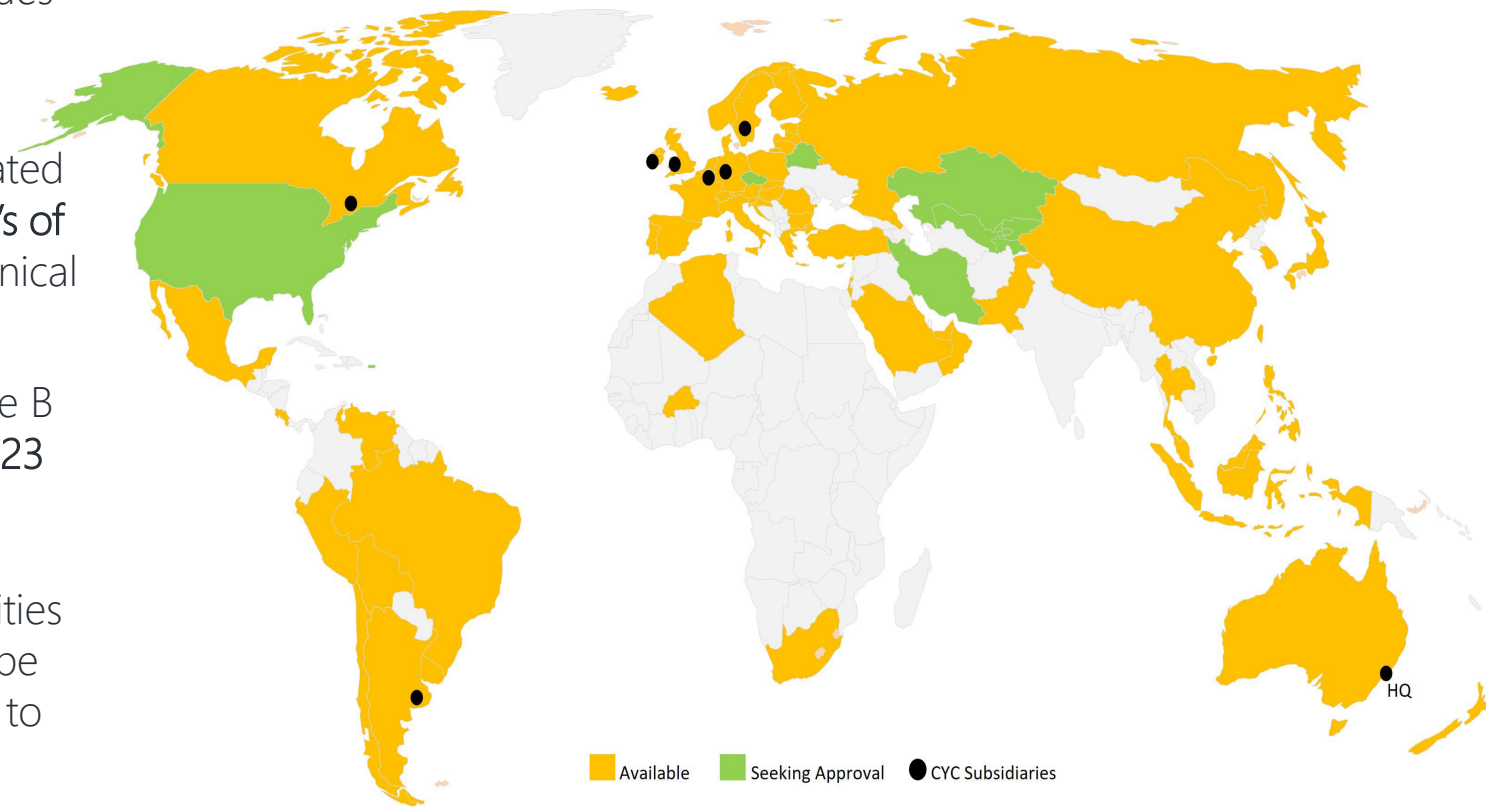 ated
's of
nical
e B
23
ities
be
to
HQ
Available
Seeking Approval
CYC Subsidiaries